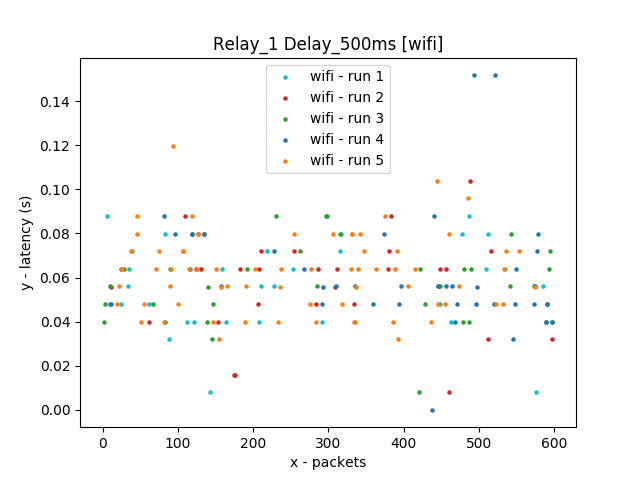 Relay_1 Delay_500ms [wifi]
wifi - run 1
wifi - run 2
wifi - run 3
wifi - run 4
wifi - run 5
y - latency (s)
0.14
0.12
0.10
0.08
0.06
0.04
0.02
0.00
0 100 200 300 400 500 600
x - packets